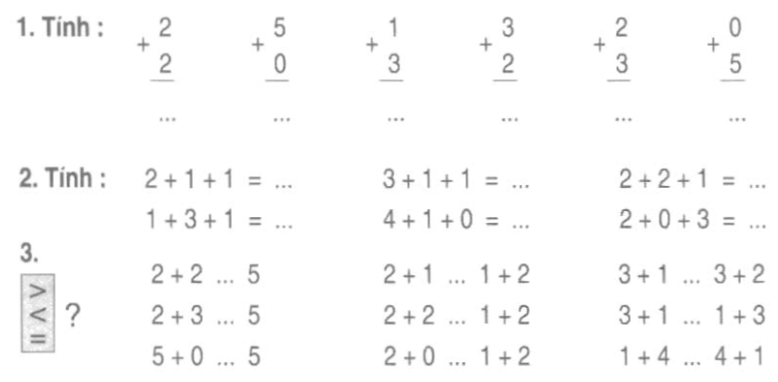 1. Tính : 2 5 1 3 2 0
+ + + + + +
2 0 3 2 3 5
... ... ... ... ... ...
2. Tính : 2 + 1 + 1 = ... 3 + 1 + 1 = ... 2 + 2 + 1 = ...
1 + 3 + 1 = ... 4 + 1 + 0 = ... 2 + 0 + 3 = ...
3.
> < = ?
2 + 2 ... 5 2 + 1 ... 1 + 2 3 + 1 ... 3 + 2
2 + 3 ... 5 2 + 2 ... 1 + 2 3 + 1 ... 1 + 3
5 + 0 ... 5 2 + 0 ... 1 + 2 1 + 4 ... 4 + 1